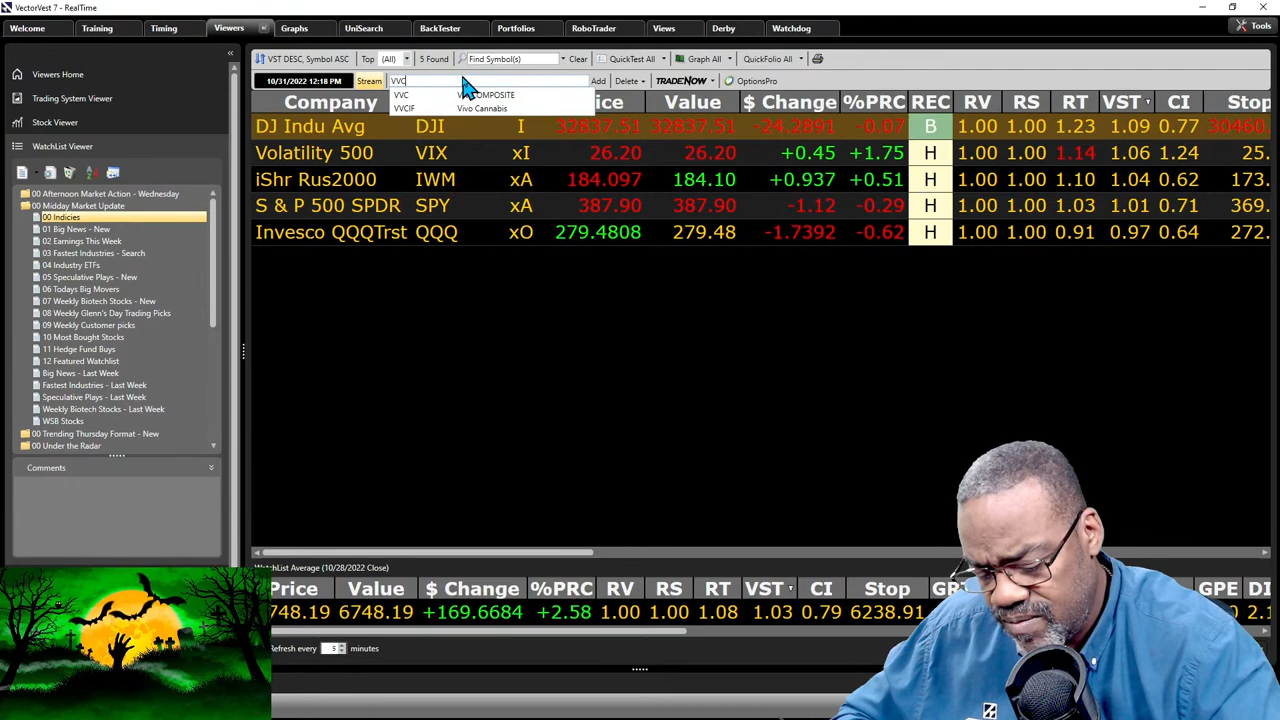 VectorVest 7 - RealTime
Welcome Training Timing Viewers Graphs UniSearch BackTester Portfolios RoboTrader Views Derby Watchdog Tools
VST DESC, Symbol ASC Top (All) 5 Found Find Symbol(s) Clear QuickTest All Graph All QuickFolio All
10/31/2022 12:18 PM Stream VVC Add Delete TRADENOW OptionsPro
VVC COMPOSITE
VVCIF Vivo Cannabis
Company Value $ Change %PRC REC RV RS RT VST CI Stop
DJ Indu Avg DJI I 32837.51 32837.51 -24.2891 -0.07 B 1.00 1.00 1.23 1.09 0.77 30460.
Volatility 500 VIX xI 26.20 26.20 +0.45 +1.75 H 1.00 1.00 1.14 1.06 1.24 25.
iShr Rus2000 IWM xA 184.097 184.10 +0.937 +0.51 H 1.00 1.00 1.10 1.04 0.62 173.
S & P 500 SPDR SPY xA 387.90 387.90 -1.12 -0.29 H 1.00 1.00 1.03 1.01 0.71 369.
Invesco QQQTrst QQQ xO 279.4808 279.48 -1.7392 -0.62 H 1.00 1.00 0.91 0.97 0.64 272.
Viewers Home
Trading System Viewer
Stock Viewer
WatchList Viewer
00 Afternoon Market Action - Wednesday
00 Midday Market Update
00 Indicies
01 Big News - New
02 Earnings This Week
03 Fastest Industries - Search
04 Industry ETFs
05 Speculative Plays - New
06 Todays Big Movers
07 Weekly Biotech Stocks - New
08 Weekly Glenn's Day Trading Picks
09 Weekly Customer picks
10 Most Bought Stocks
11 Hedge Fund Buys
12 Featured Watchlist
Big News - Last Week
Fastest Industries - Last Week
Speculative Plays - Last Week
Weekly Biotech Stocks - Last Week
WSB Stocks
00 Trending Thursday Format - New
00 Under the Radar
Comments
WatchList Average (10/28/2022 Close)
Price Value $ Change %PRC RV RS RT VST CI Stop GPE
748.19 6748.19 +169.6684 +2.58 1.00 1.00 1.08 1.03 0.79 6238.91
Refresh every 5 minutes